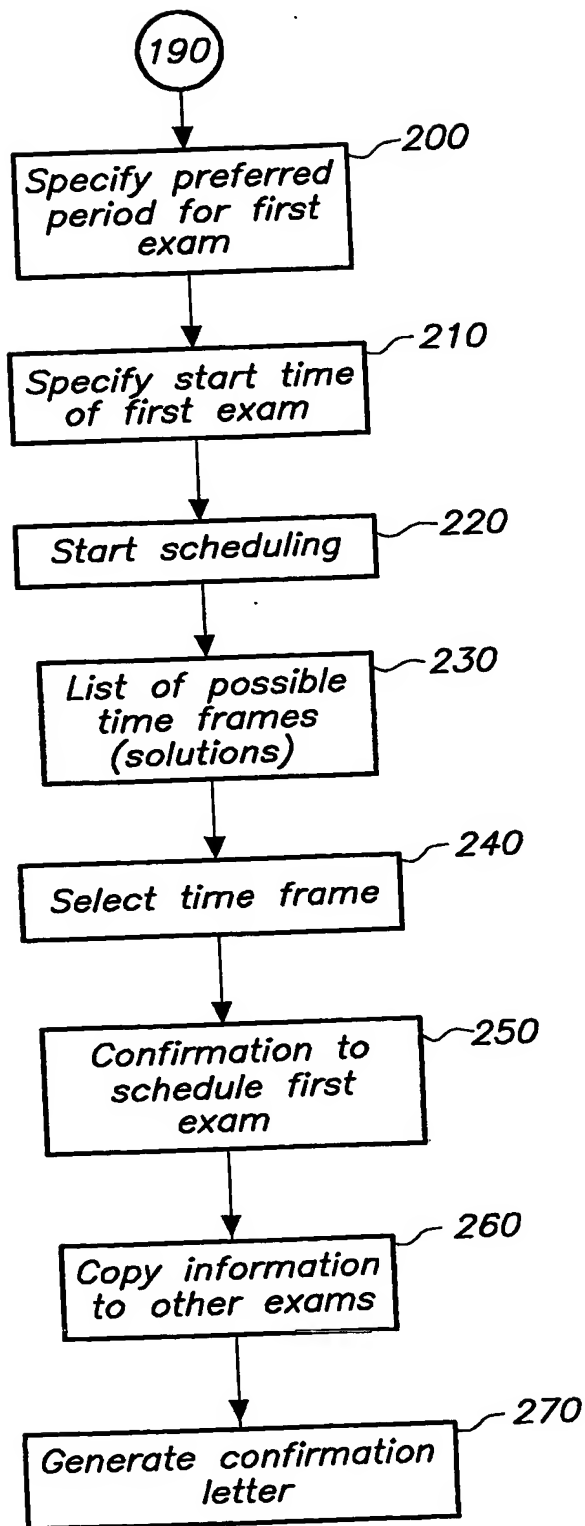 190
200
Specify preferred
period for first
exam
210
Specify start time
of first exam
220
Start scheduling
230
List of possible
time frames
(solutions)
240
Select time frame
250
Confirmation to
schedule first
exam
260
Copy information
to other exams
270
Generate confirmation
letter